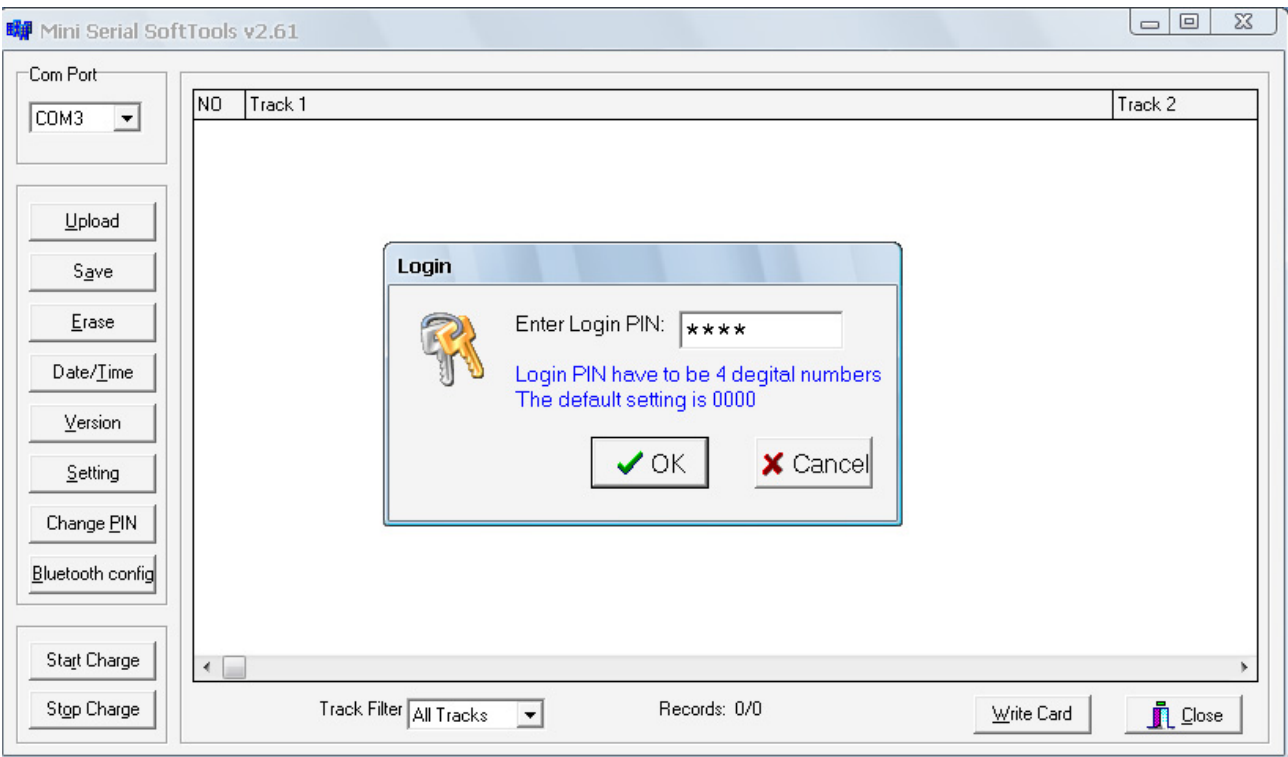 Mini Serial SoftTools v2.61
Com Port
COM3
NO Track 1 Track 2
Upload
Save
Erase
Date/Time
Version
Setting
Change PIN
Bluetooth config
Start Charge
Stop Charge
Login
Enter Login PIN: ****
Login PIN have to be 4 degital numbers
The default setting is 0000
OK Cancel
Track Filter All Tracks Records: 0/0 Write Card Close